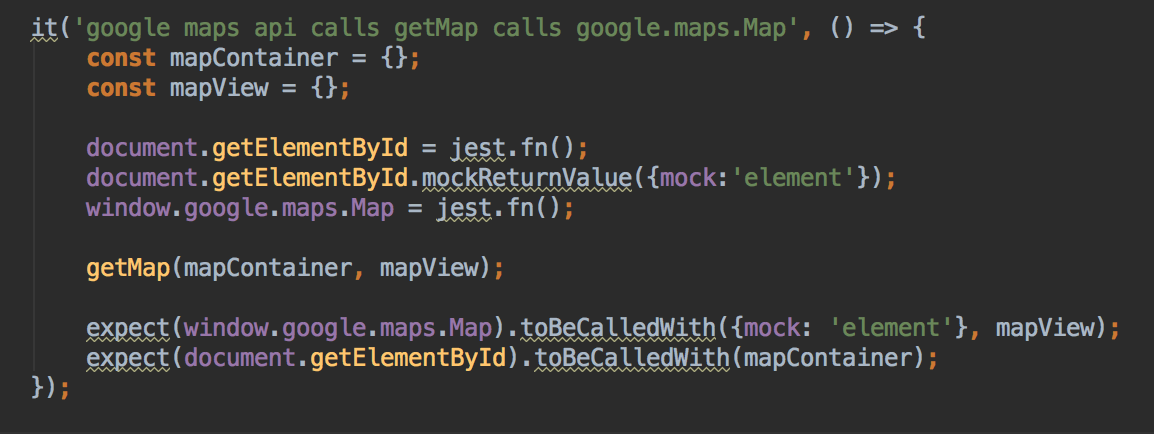 it('google maps api calls getMap calls google.maps.Map', () => {
    const mapContainer = {};
    const mapView = {};

    document.getElementById = jest.fn();
    document.getElementById.mockReturnValue({mock:'element'});
    window.google.maps.Map = jest.fn();

    getMap(mapContainer, mapView);

    expect(window.google.maps.Map).toBeCalledWith({mock: 'element'}, mapView);
    expect(document.getElementById).toBeCalledWith(mapContainer);
});